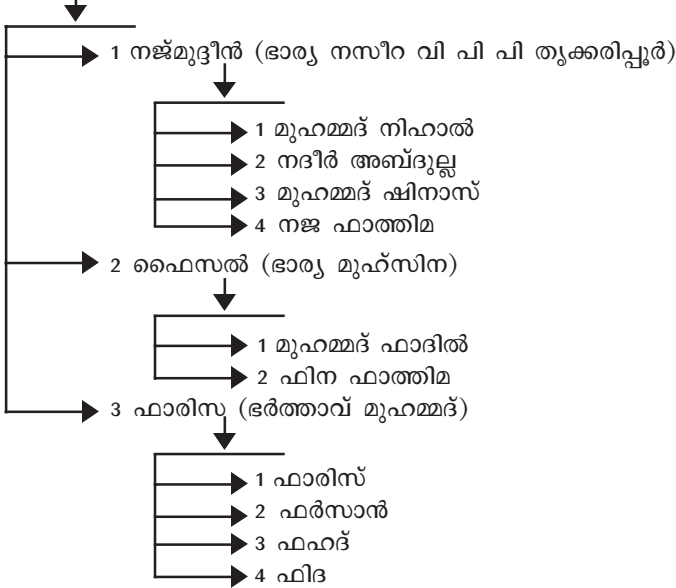 1 നജ്മുദ്ദീൻ (ഭാര്യ നസീറ വി പി പി തൃക്കരിപ്പൂർ)
1 മുഹമ്മദ് നിഹാൽ
2 നദീർ അബ്ദുല്ല
3 മുഹമ്മദ് ഷിനാസ്
4 നജ ഫാത്തിമ
2 ഫൈസൽ (ഭാര്യ മുഹ്സിന)
1 മുഹമ്മദ് ഫാദിൽ
2 ഫിന ഫാത്തിമ
3 ഫാരിസ (ഭർത്താവ് മുഹമ്മദ്)
1 ഫാരിസ്
2 ഫർസാൻ
3 ഫഹദ്
4 ഫിദ